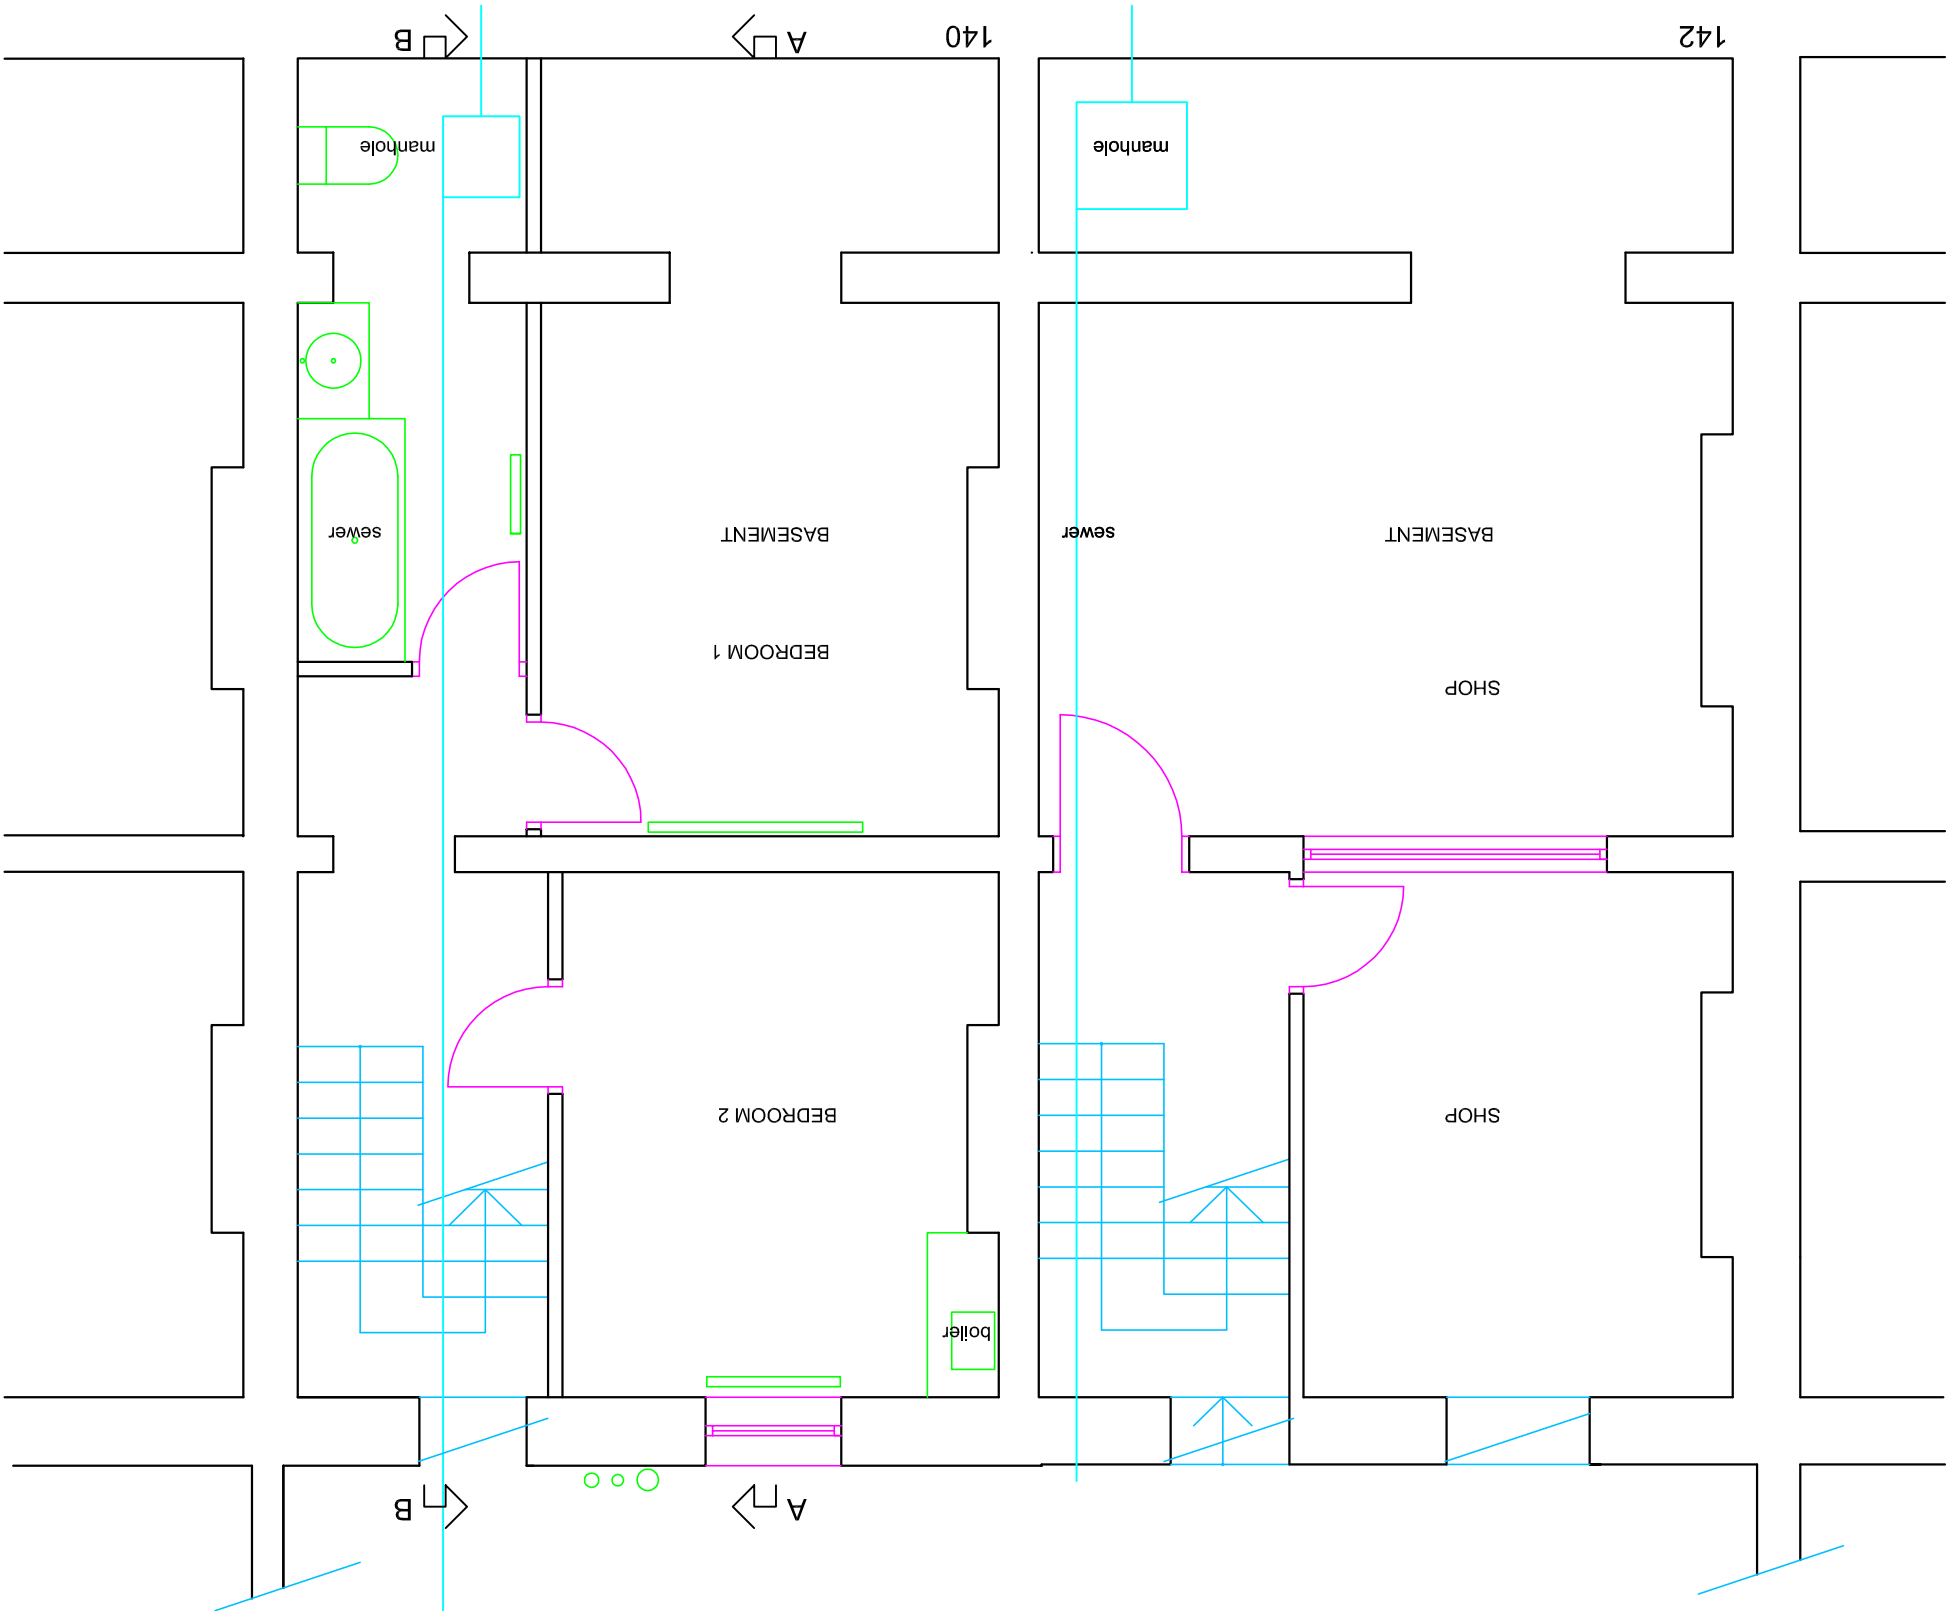 A
B
boiler
SHOP
BEDROOM 2
SHOP
BEDROOM 1
BASEMENT
sewer
BASEMENT
sewer
manhole
manhole
142
140
A
B